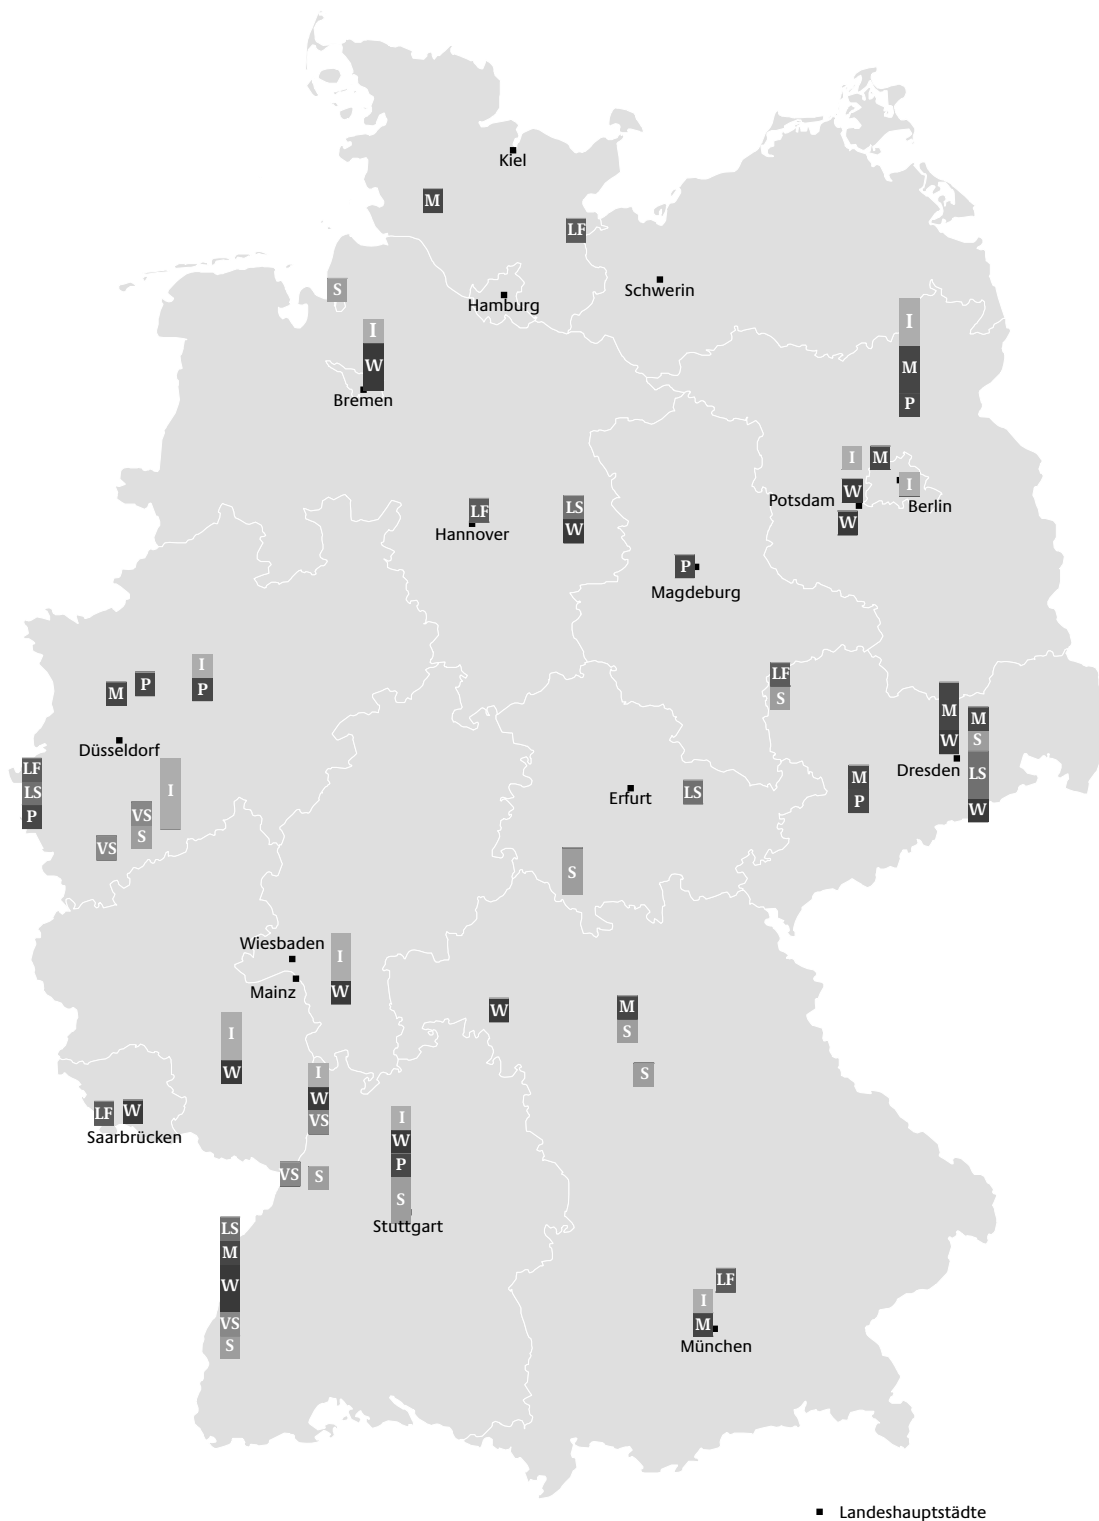 Kiel
M
LF
Schwerin
S
Hamburg
I
W
Bremen
I
M
P
I
M
I
W
Potsdam
Berlin
W
LF
Hannover
LS
W
P
Magdeburg
I
P
M
P
LF
S
M
W
M
S
LS
W
Dresden
Düsseldorf
LF
LS
P
I
VS
S
VS
Erfurt
LS
M
P
S
Wiesbaden
Mainz
I
W
W
M
S
S
I
W
I
W
VS
LF
W
Saarbrücken
I
W
P
S
Stuttgart
VS
S
LS
M
W
VS
S
LF
I
M
München
Landeshauptstädte